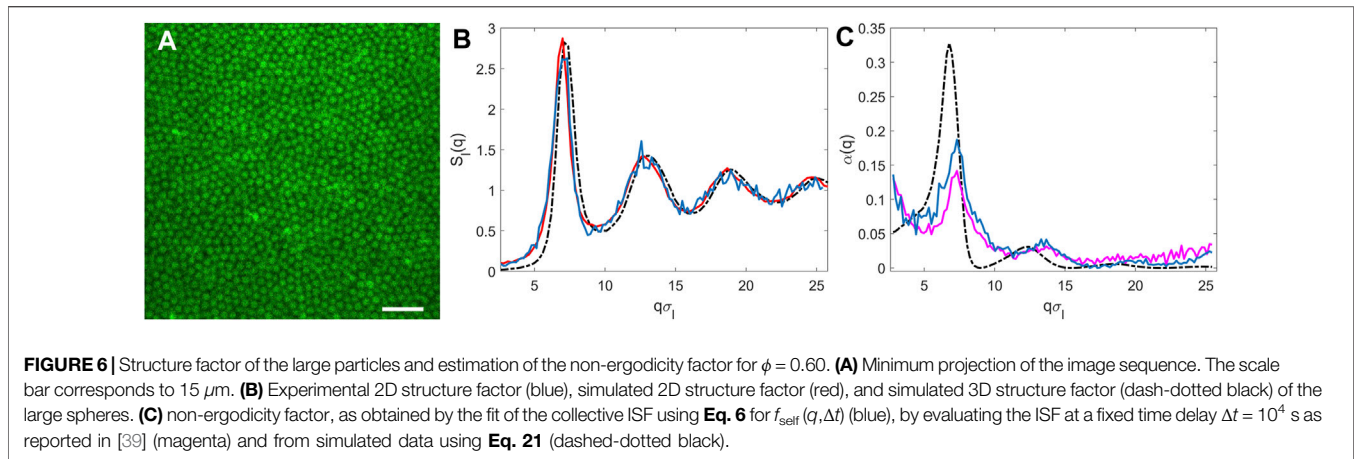 A
B
3
2.5
2
1.5
1
0.5
0
S_l(q)
5 10 15 20 25
qσ_l
C
0.35
0.3
0.25
0.2
0.15
0.1
0.05
0
α(q)
5 10 15 20 25
qσ_l
FIGURE 6 | Structure factor of the large particles and estimation of the non-ergodicity factor for ϕ = 0.60. (A) Minimum projection of the image sequence. The scale
bar corresponds to 15 μm. (B) Experimental 2D structure factor (blue), simulated 2D structure factor (red), and simulated 3D structure factor (dash-dotted black) of the
large spheres. (C) non-ergodicity factor, as obtained by the fit of the collective ISF using Eq. 6 for f_self (q,Δt) (blue), by evaluating the ISF at a fixed time delay Δt = 10⁴ s as
reported in [39] (magenta) and from simulated data using Eq. 21 (dashed-dotted black).